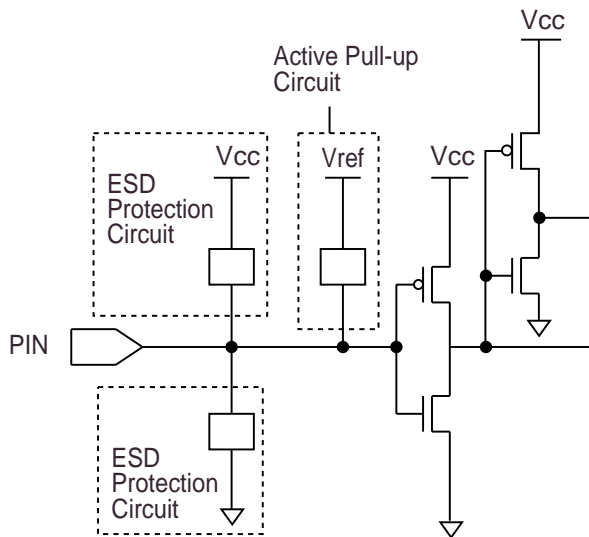 Vcc
Active Pull-up
Circuit
Vcc
Vref
Vcc
ESD
Protection
Circuit
PIN
ESD
Protection
Circuit